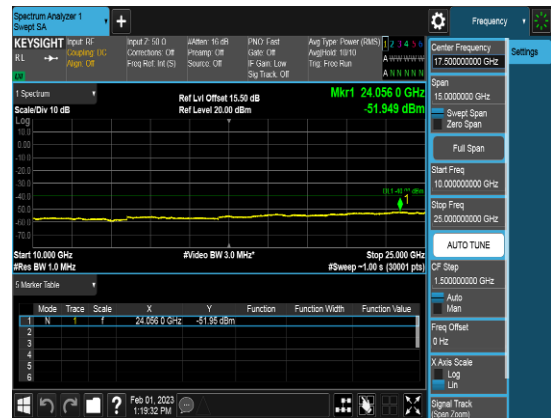 Spectrum Analyzer 1
Swept SA
Frequency
KEYSIGHT
RL
Input: RF
Coupling: DC
Align: Off
Input Z: 50 Ω
Corrections: Off
Freq Ref: Int (S)
#Atten: 16 dB
Preamp: Off
Source: Off
PNO: Fast
Gate: Off
IF Gain: Low
Sig Track: Off
Avg Type: Power (RMS)
Avg|Hold: 10/10
Trig: Free Run
1 2 3 4 5 6
A W W W W W
A N N N N N
1 Spectrum
Scale/Div 10 dB
Ref Lvl Offset 15.50 dB
Ref Level 20.00 dBm
Mkr1 24.056 0 GHz
-51.949 dBm
Log
10.0
0.00
-10.0
-20.0
-30.0
-40.0
-50.0
-60.0
-70.0
1
Start 10.000 GHz
#Res BW 1.0 MHz
#Video BW 3.0 MHz*
Stop 25.000 GHz
#Sweep ~1.00 s (30001 pts)
5 Marker Table
Mode Trace Scale X Y Function Function Width Function Value
1 N 1 f 24.056 0 GHz -51.95 dBm
2
3
4
5
6
Feb 01, 2023
1:19:32 PM
?
Center Frequency
17.500000000 GHz
Settings
Span
15.0000000 GHz
Swept Span
Zero Span
Full Span
Start Freq
10.000000000 GHz
Stop Freq
25.000000000 GHz
AUTO TUNE
CF Step
1.500000000 GHz
Auto
Man
Freq Offset
0 Hz
X Axis Scale
Log
Lin
Signal Track
(Span Zoom)